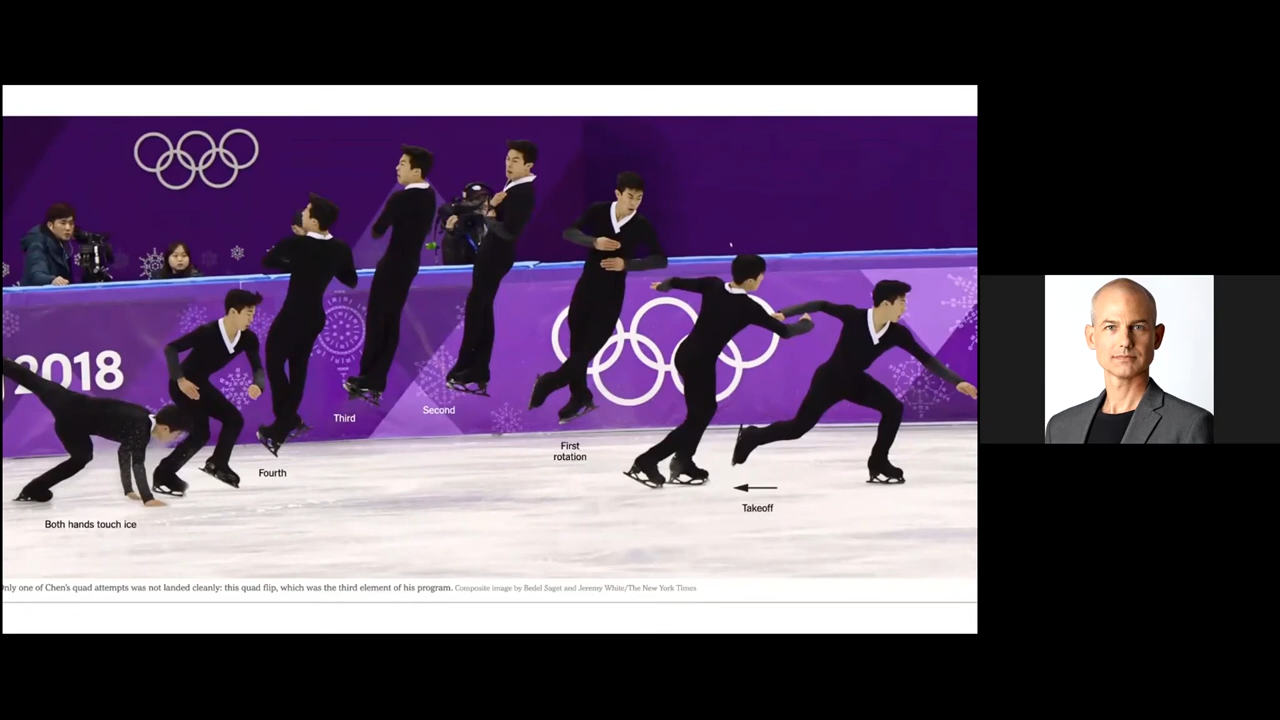 2018
Third
Second
First
rotation
Fourth
Takeoff
Both hands touch ice
Only one of Chen's quad attempts was not landed cleanly: this quad flip, which was the third element of his program. Composite image by Bedel Saget and Jeremy White/The New York Times